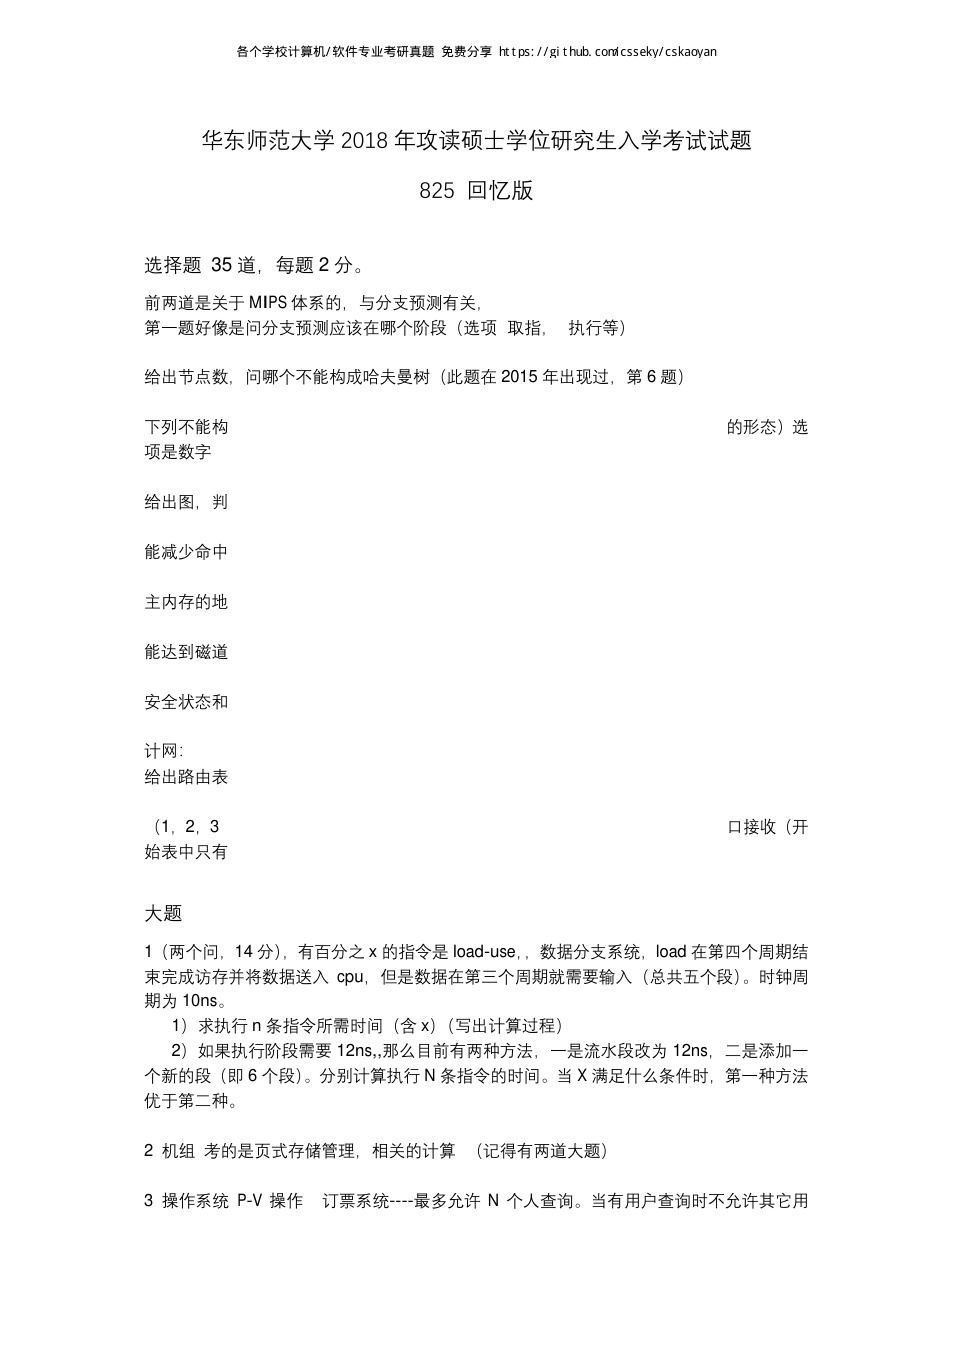 各个学校计算机/软件专业考研真题 免费分享 https://github.com/csseky/cskaoyan
华东师范大学 2018 年攻读硕士学位研究生入学考试试题
825 回忆版
选择题 35 道，每题 2 分。
前两道是关于 MIPS 体系的，与分支预测有关，
第一题好像是问分支预测应该在哪个阶段（选项 取指， 执行等）
给出节点数，问哪个不能构成哈夫曼树（此题在 2015 年出现过，第 6 题）
下列不能构 的形态）选
项是数字
给出图，判
能减少命中
主内存的地
能达到磁道
安全状态和
计网：
给出路由表
（1，2，3 口接收（开
始表中只有
大题
1（两个问，14 分），有百分之 x 的指令是 load-use,，数据分支系统，load 在第四个周期结
束完成访存并将数据送入 cpu，但是数据在第三个周期就需要输入（总共五个段）。时钟周
期为 10ns。
1）求执行 n 条指令所需时间（含 x）（写出计算过程）
2）如果执行阶段需要 12ns,,那么目前有两种方法，一是流水段改为 12ns，二是添加一
个新的段（即 6 个段）。分别计算执行 N 条指令的时间。当 X 满足什么条件时，第一种方法
优于第二种。
2 机组 考的是页式存储管理，相关的计算 （记得有两道大题）
3 操作系统 P-V 操作 订票系统----最多允许 N 个人查询。当有用户查询时不允许其它用